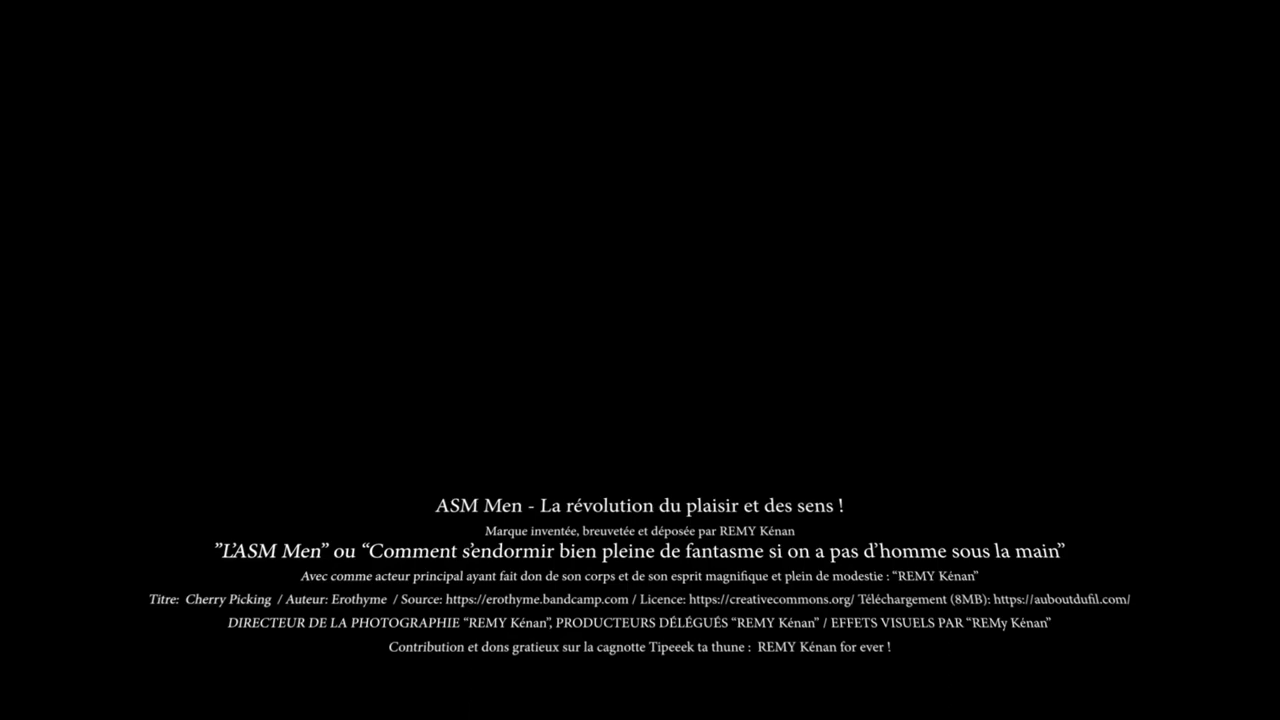 ASM Men - La révolution du plaisir et des sens !
Marque inventée, breuvetée et déposée par REMY Kénan
”L’ASM Men” ou “Comment s’endormir bien pleine de fantasme si on a pas d’homme sous la main”
Avec comme acteur principal ayant fait don de son corps et de son esprit magnifique et plein de modestie : “REMY Kénan”
Titre: Cherry Picking / Auteur: Erothyme / Source: https://erothyme.bandcamp.com / Licence: https://creativecommons.org/ Téléchargement (8MB): https://auboutdufil.com/
DIRECTEUR DE LA PHOTOGRAPHIE “REMY Kénan”, PRODUCTEURS DÉLÉGUÉS “REMY Kénan” / EFFETS VISUELS PAR “REMy Kénan”
Contribution et dons gratieux sur la cagnotte Tipeeek ta thune : REMY Kénan for ever !